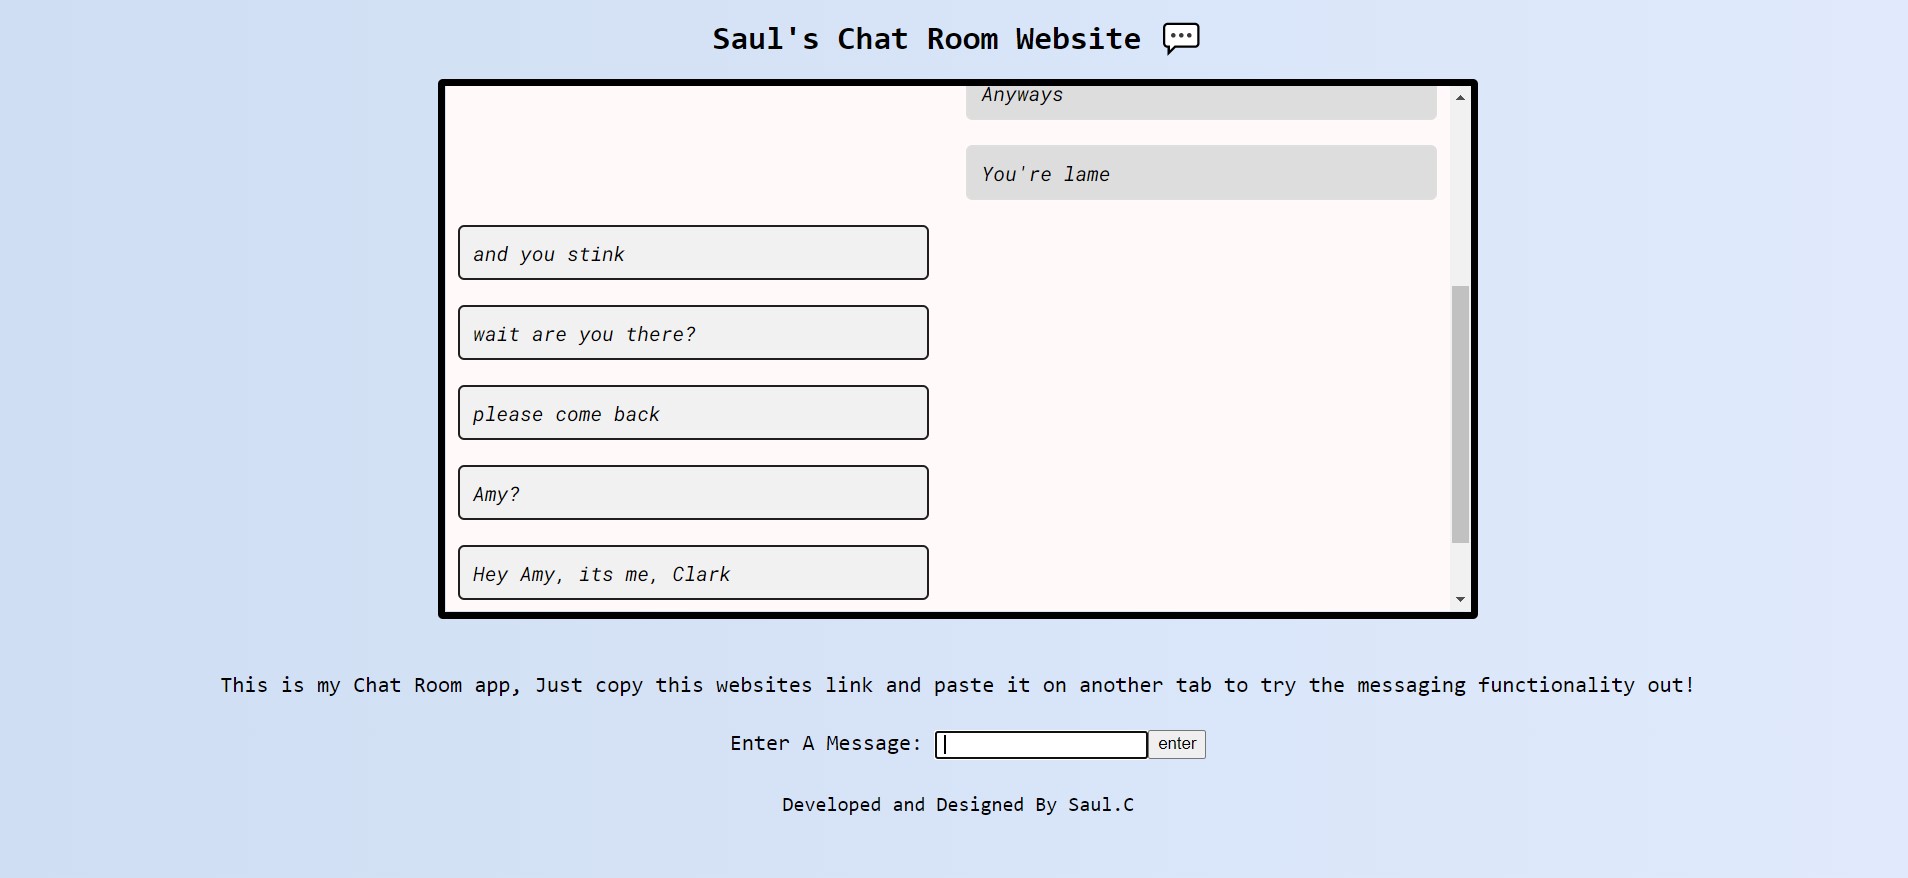 Saul's Chat Room Website
Anyways
You're lame
and you stink
wait are you there?
please come back
Amy?
Hey Amy, its me, Clark
This is my Chat Room app, Just copy this websites link and paste it on another tab to try the messaging functionality out!
Enter A Message: enter
Developed and Designed By Saul.C